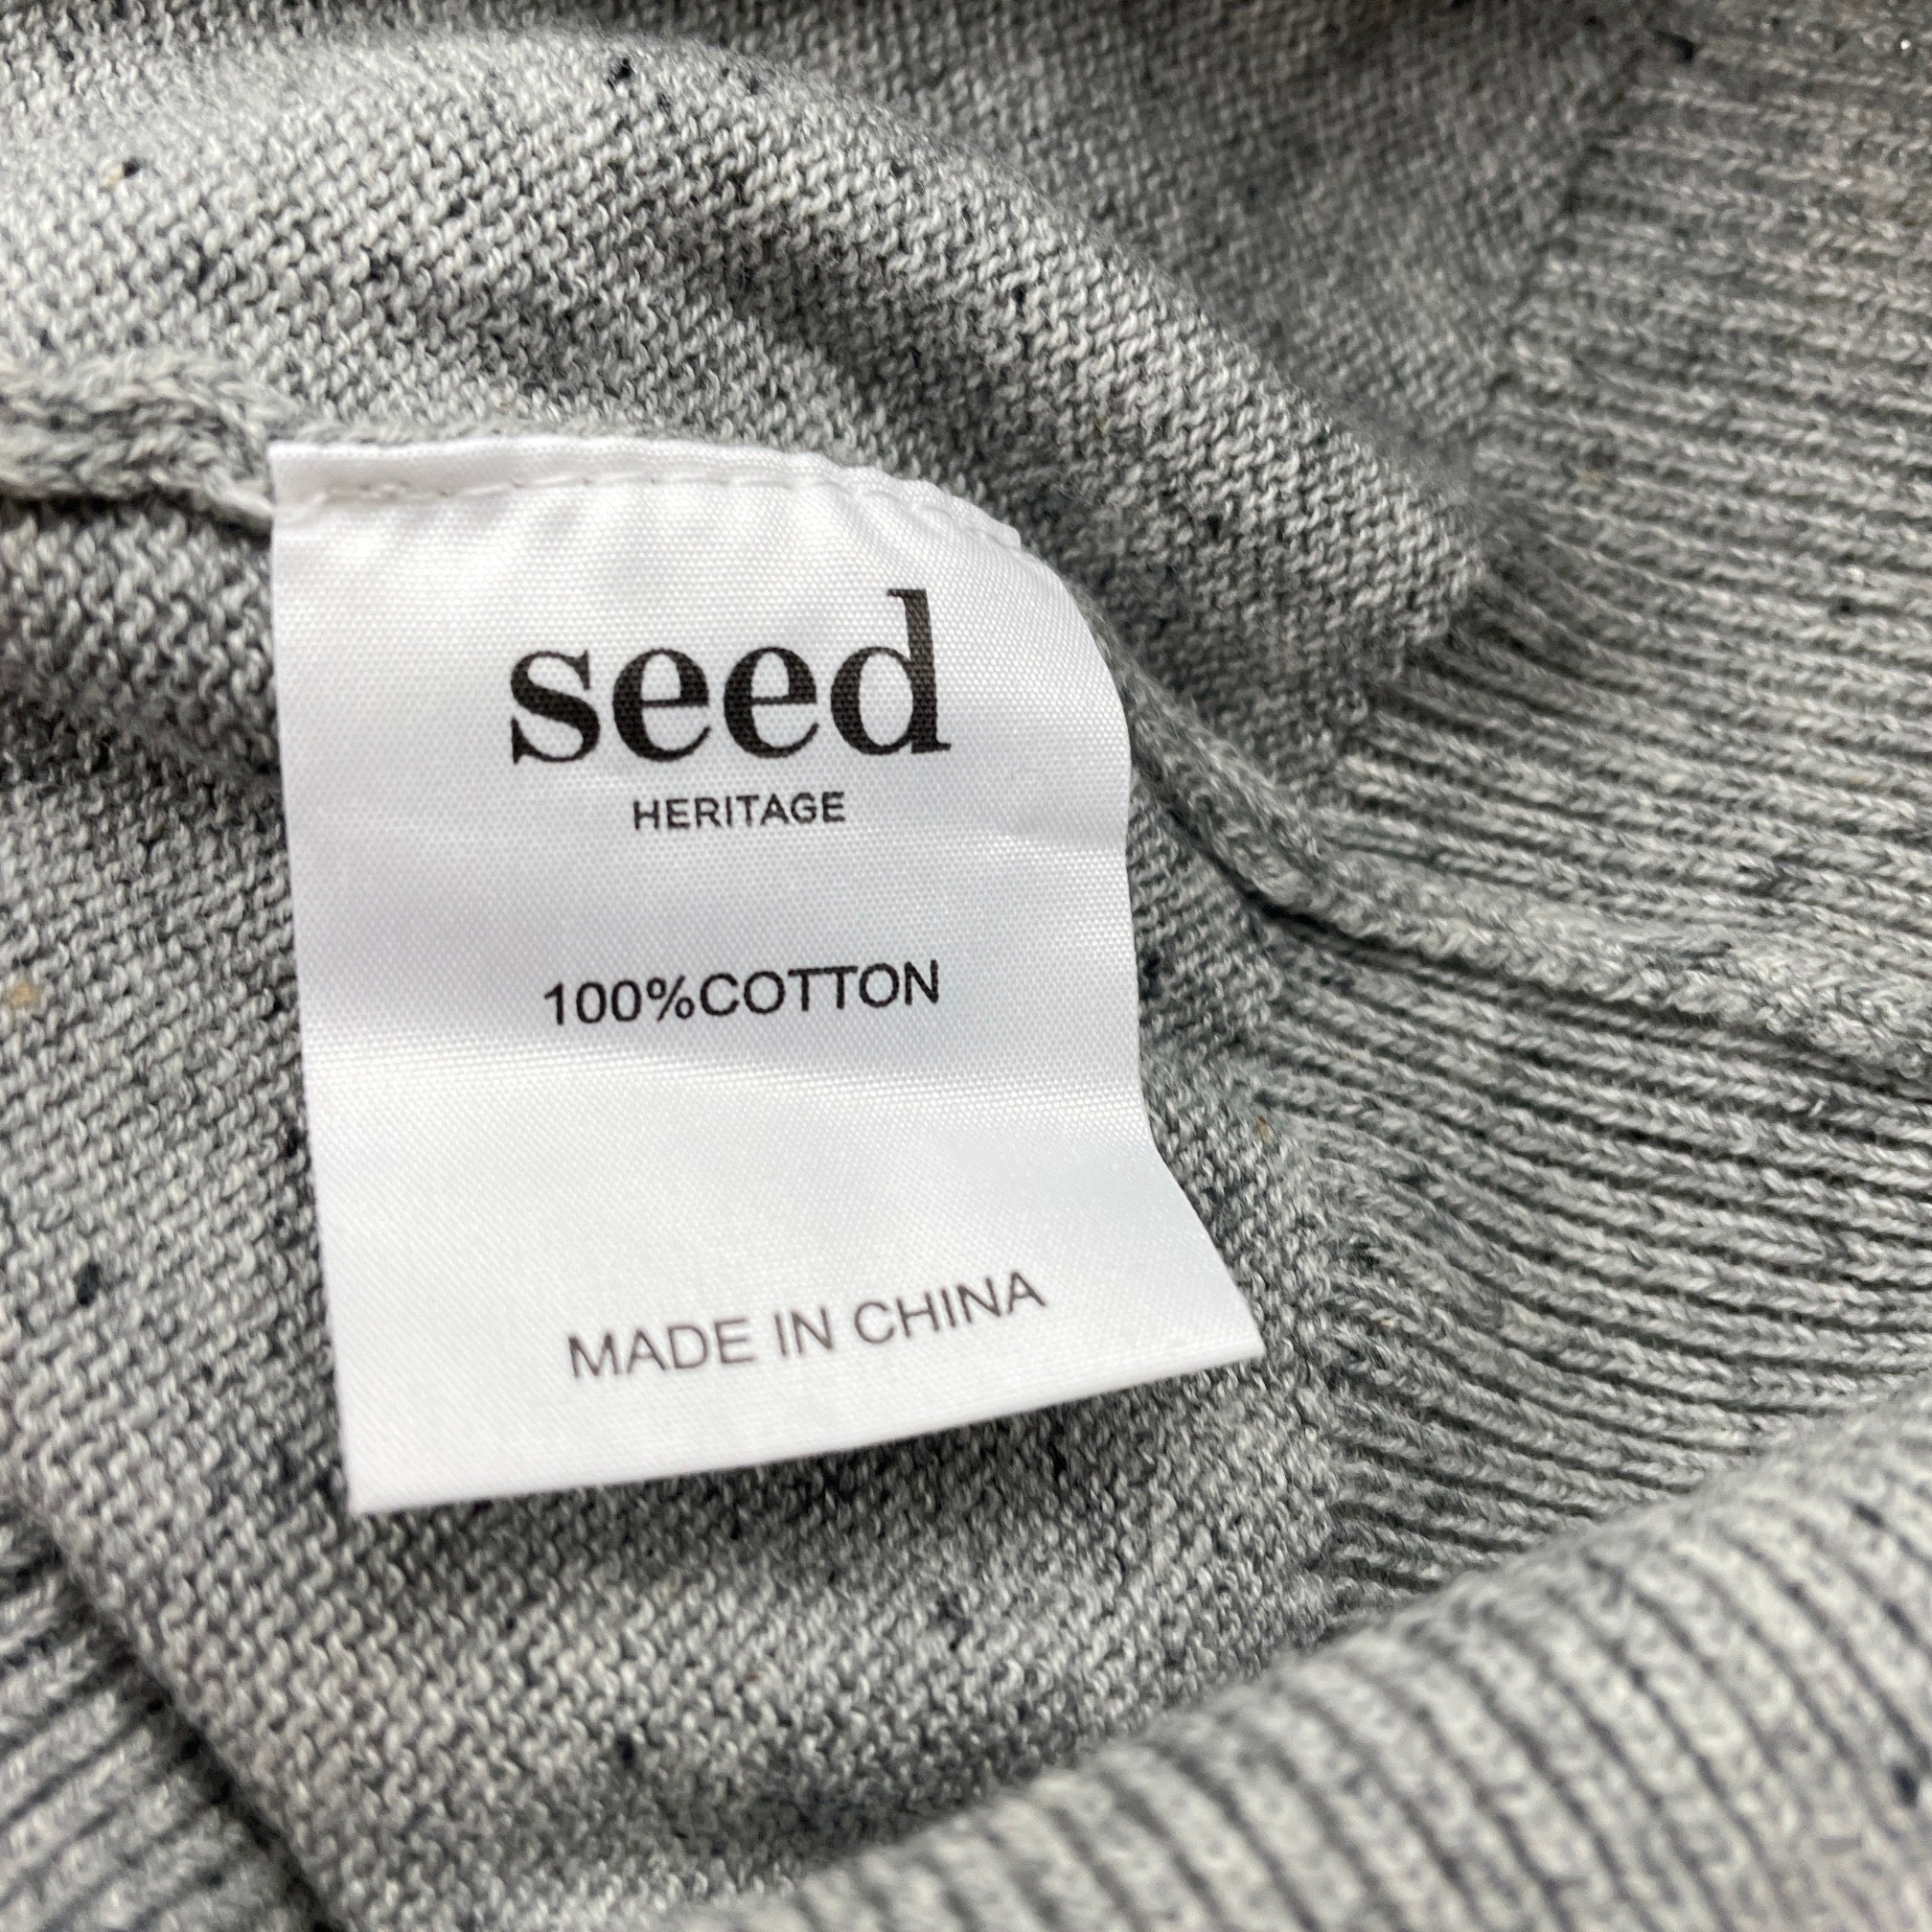 seed
HERITAGE
100%COTTON
MADE IN CHINA